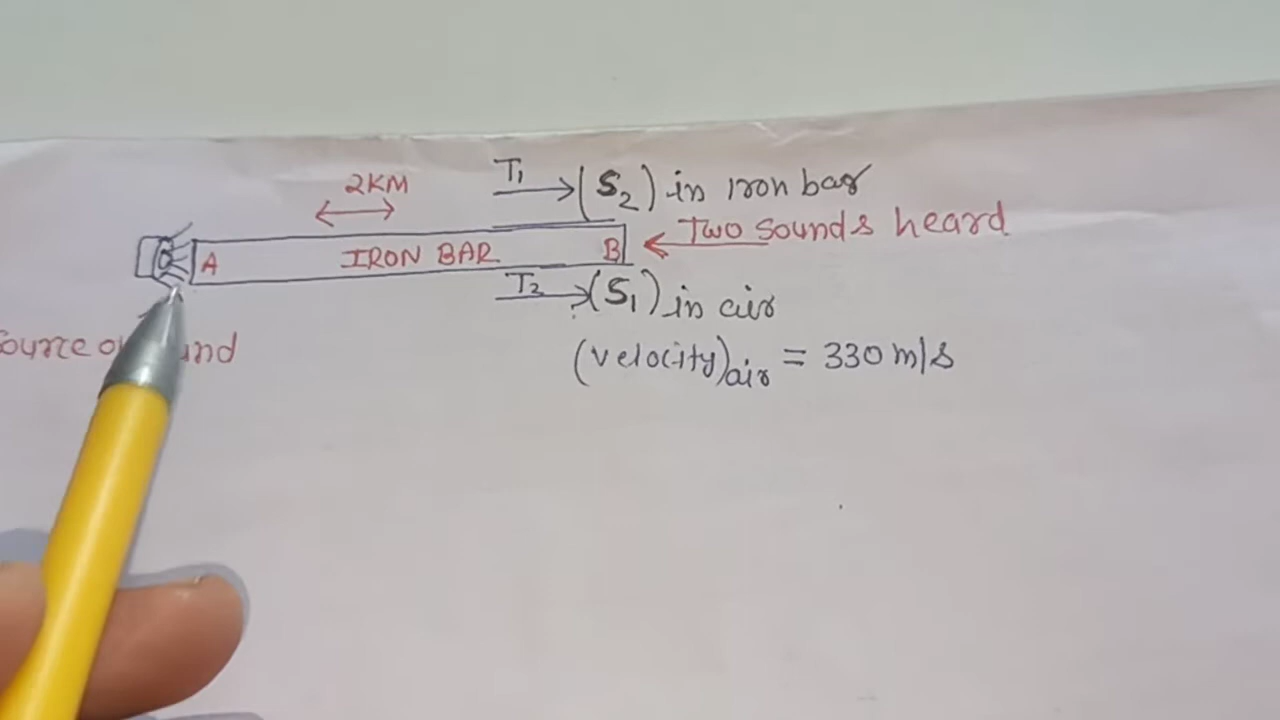 2KM
T₁ (S₂) in iron bar
Two sounds heard
A IRON BAR B
T₂ (S₁) in air
(velocity)air = 330 m/s